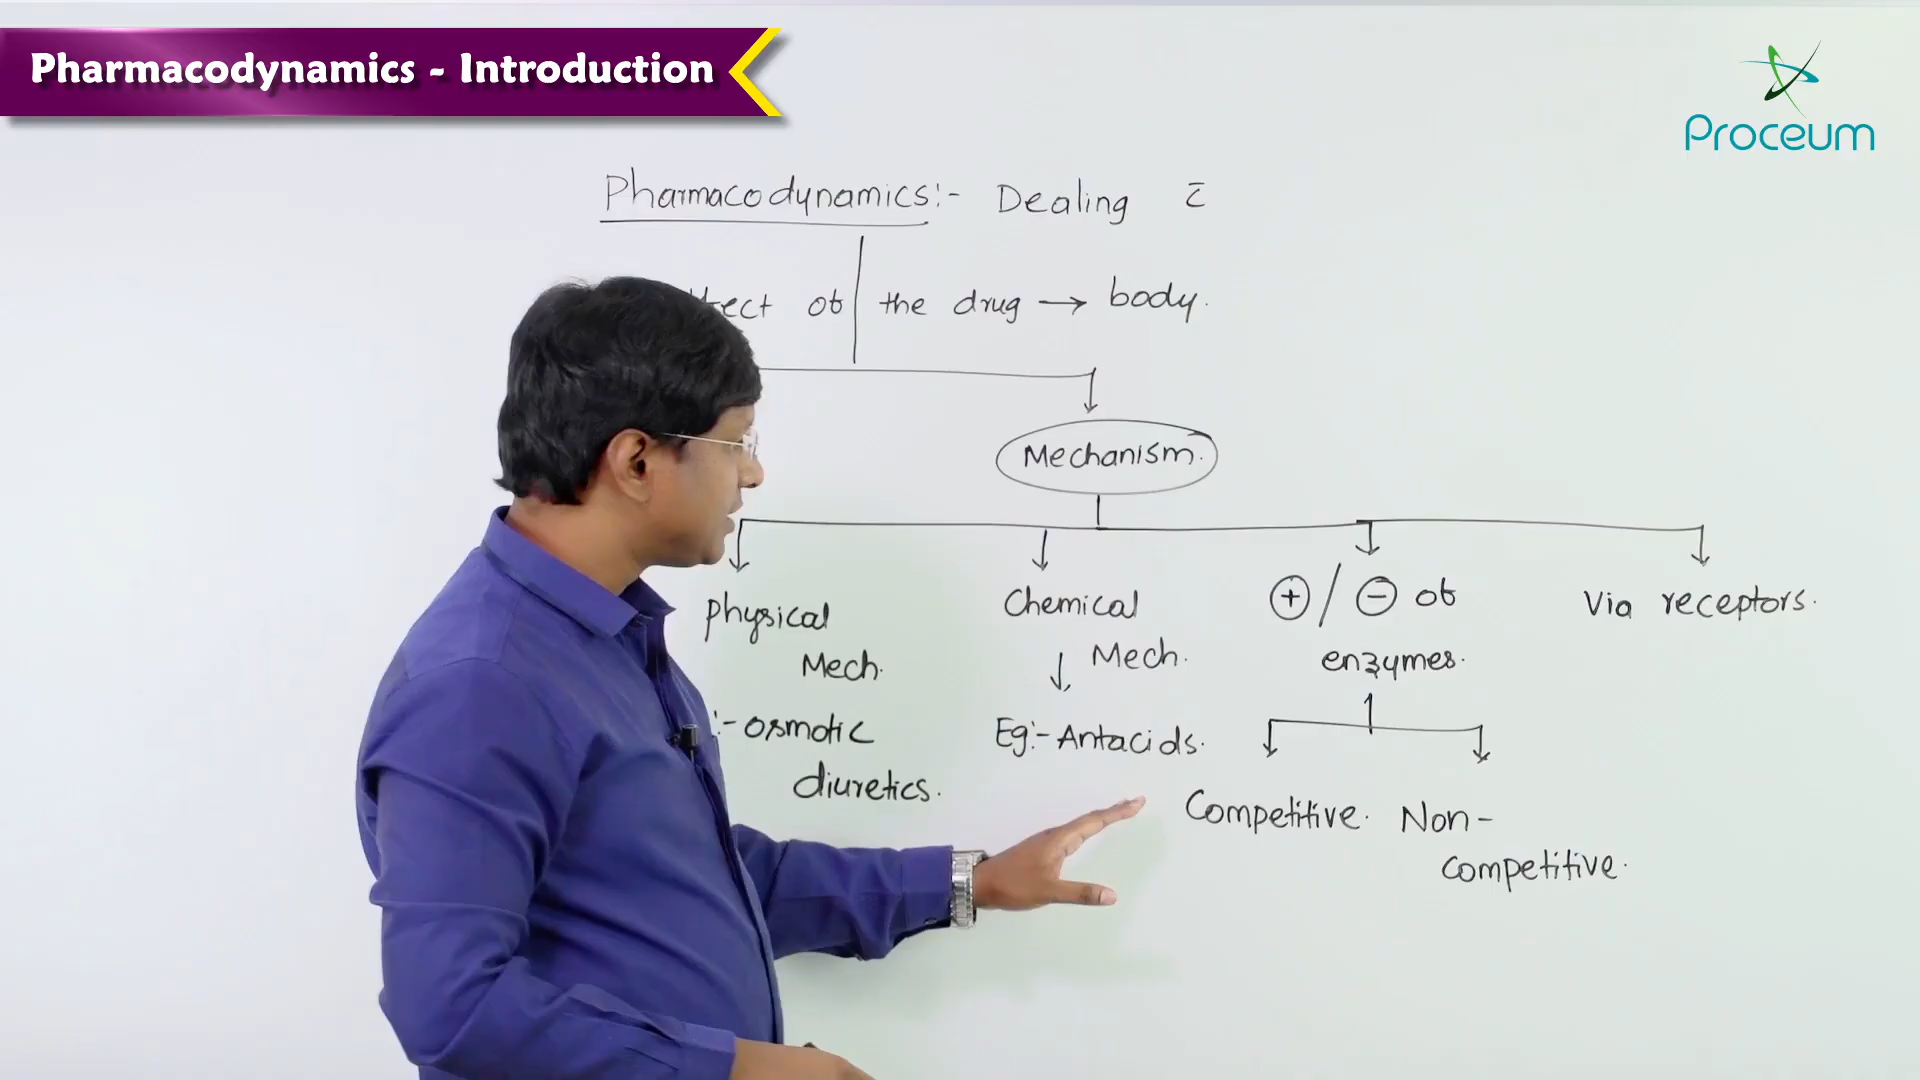 Pharmacodynamics - Introduction
Proceum
Pharmacodynamics:- Dealing c̄
of the drug → body.
Mechanism.
Physical Mech.
:- Osmotic diuretics.
Chemical Mech.
↓
Eg:- Antacids.
⊕/⊖ of enzymes.
Competitive.
Non-
competitive.
Via receptors.